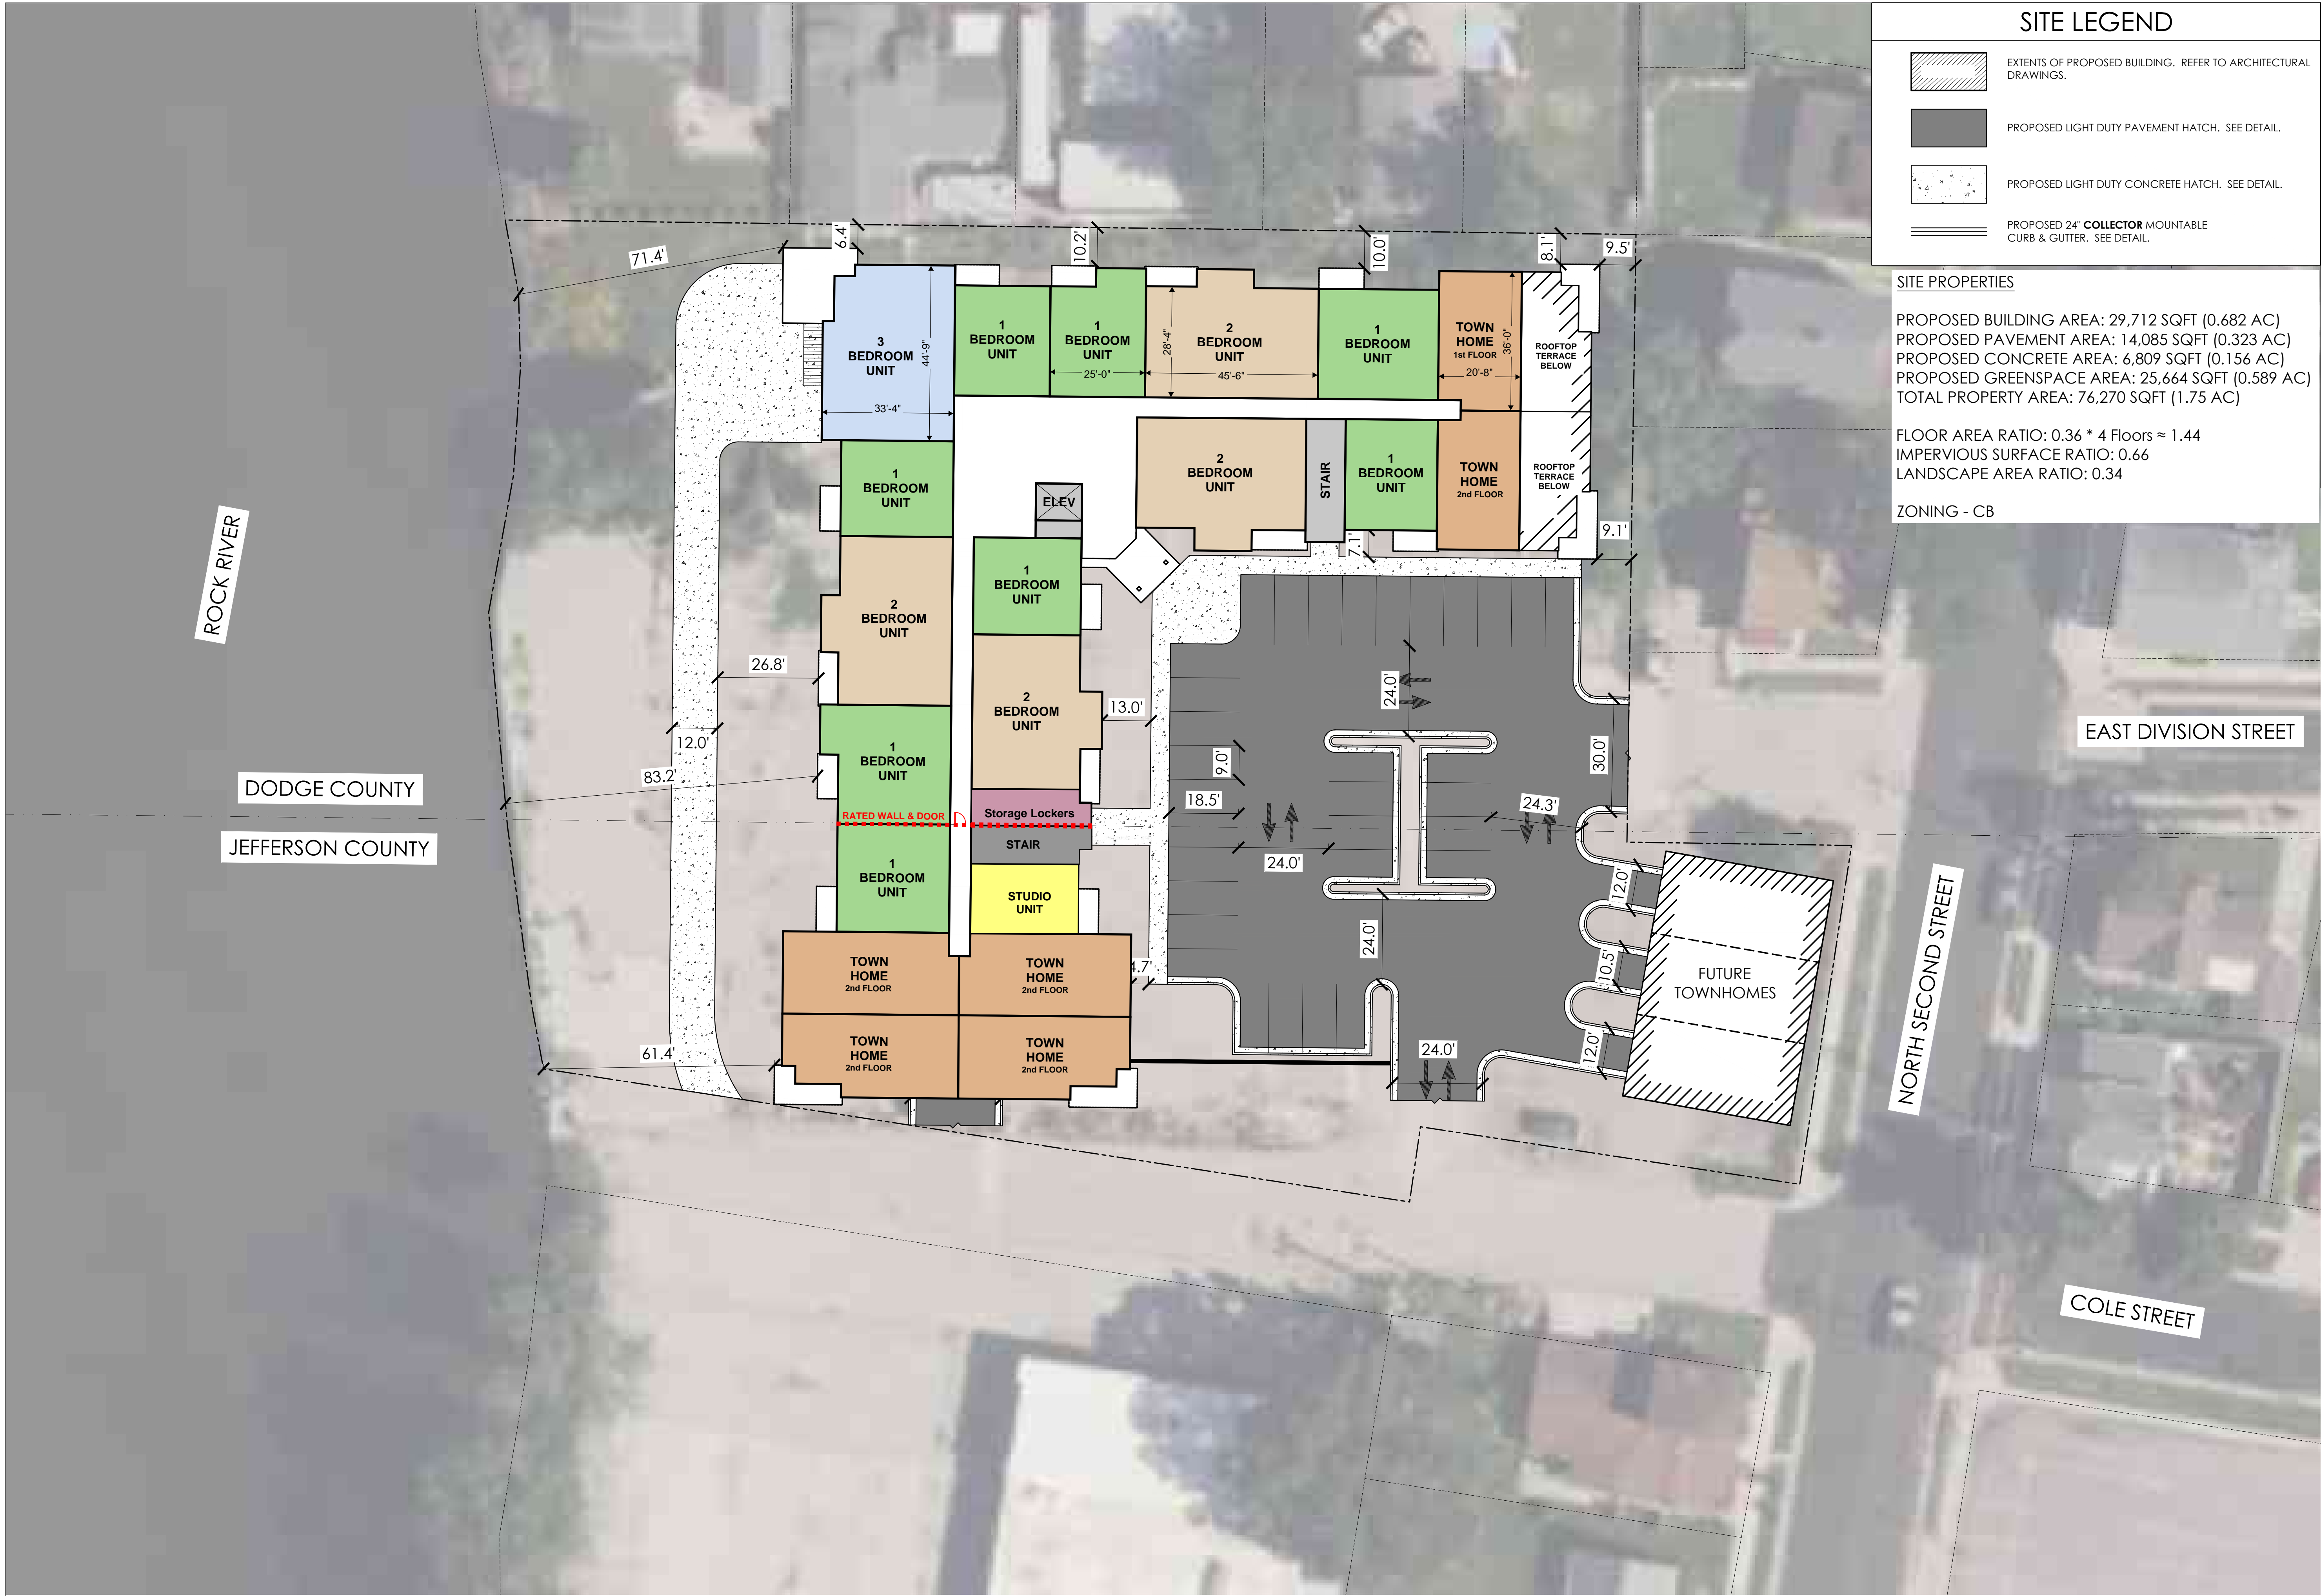 SITE LEGEND
EXTENTS OF PROPOSED BUILDING. REFER TO ARCHITECTURAL
DRAWINGS.
PROPOSED LIGHT DUTY PAVEMENT HATCH. SEE DETAIL.
PROPOSED LIGHT DUTY CONCRETE HATCH. SEE DETAIL.
PROPOSED 24" COLLECTOR MOUNTABLE
CURB & GUTTER. SEE DETAIL.
SITE PROPERTIES
PROPOSED BUILDING AREA: 29,712 SQFT (0.682 AC)
PROPOSED PAVEMENT AREA: 14,085 SQFT (0.323 AC)
PROPOSED CONCRETE AREA: 6,809 SQFT (0.156 AC)
PROPOSED GREENSPACE AREA: 25,664 SQFT (0.589 AC)
TOTAL PROPERTY AREA: 76,270 SQFT (1.75 AC)
FLOOR AREA RATIO: 0.36 * 4 Floors ≈ 1.44
IMPERVIOUS SURFACE RATIO: 0.66
LANDSCAPE AREA RATIO: 0.34
ZONING - CB
71.4'
6.4'
10.2'
10.0'
8.1'
9.5'
3
BEDROOM
UNIT
44'-9"
33'-4"
1
BEDROOM
UNIT
1
BEDROOM
UNIT
25'-0"
28'-4"
2
BEDROOM
UNIT
45'-6"
1
BEDROOM
UNIT
TOWN
HOME
1st FLOOR
36'-0"
20'-8"
ROOFTOP
TERRACE
BELOW
1
BEDROOM
UNIT
ELEV
2
BEDROOM
UNIT
STAIR
1
BEDROOM
UNIT
TOWN
HOME
2nd FLOOR
ROOFTOP
TERRACE
BELOW
9.1'
7.1'
ROCK RIVER
2
BEDROOM
UNIT
1
BEDROOM
UNIT
26.8'
2
BEDROOM
UNIT
13.0'
24.0'
12.0'
83.2'
1
BEDROOM
UNIT
9.0'
30.0'
EAST DIVISION STREET
DODGE COUNTY
JEFFERSON COUNTY
RATED WALL & DOOR
Storage Lockers
STAIR
18.5'
24.0'
24.3'
1
BEDROOM
UNIT
STUDIO
UNIT
24.0'
12.0'
10.5'
12.0'
FUTURE
TOWNHOMES
NORTH SECOND STREET
TOWN
HOME
2nd FLOOR
TOWN
HOME
2nd FLOOR
.7'
TOWN
HOME
2nd FLOOR
TOWN
HOME
2nd FLOOR
61.4'
24.0'
COLE STREET